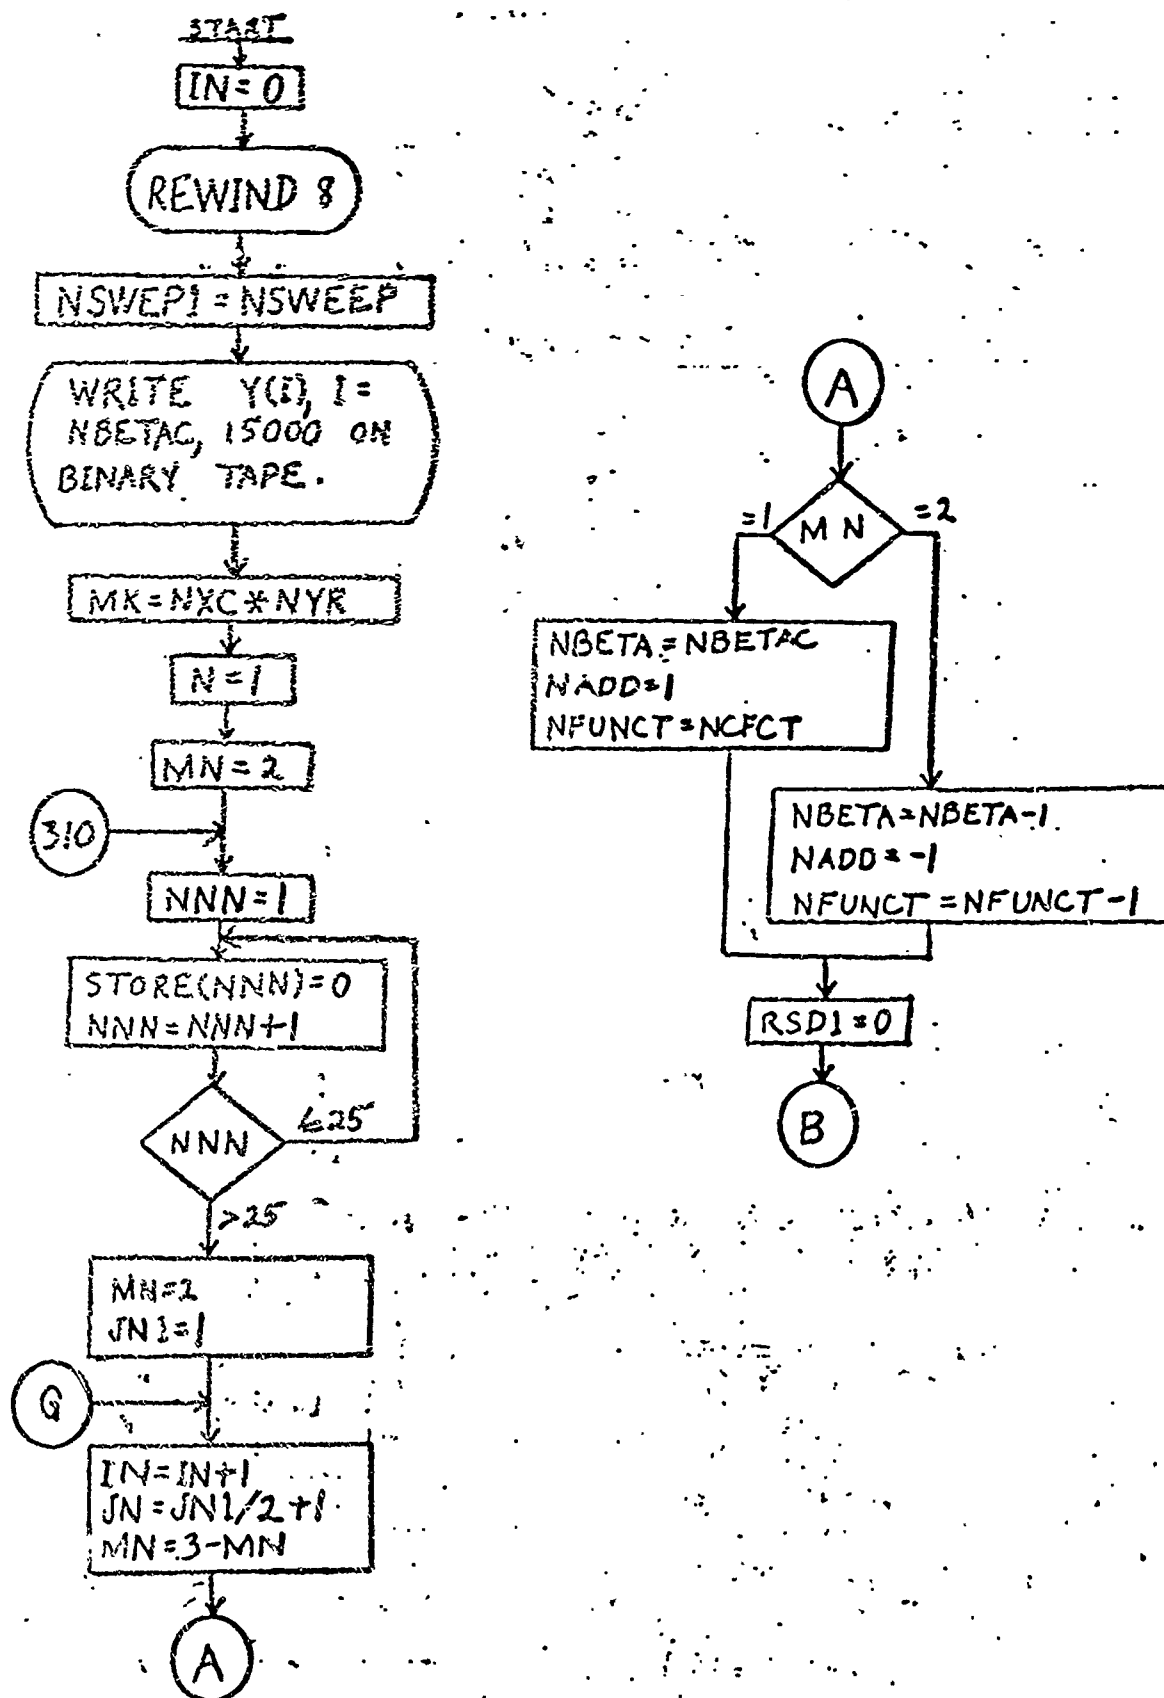 START
IN=0
REWIND 8
NSWEP1=NSWEEP
WRITE Y(I), I=
NBETAC, 15000 ON
BINARY TAPE.
MK=NXC*NYR
N=1
MN=2
310
NNN=1
STORE(NNN)=0
NNN=NNN+1
NNN
≤25
>25
MN=2
JN1=1
G
IN=IN+1
JN=JN1/2+1
MN=3-MN
A
A
MN
=1
=2
NBETA=NBETAC
NADD=1
NFUNCT=NCFCT
NBETA=NBETA-1
NADD=-1
NFUNCT=NFUNCT-1
RSD1=0
B